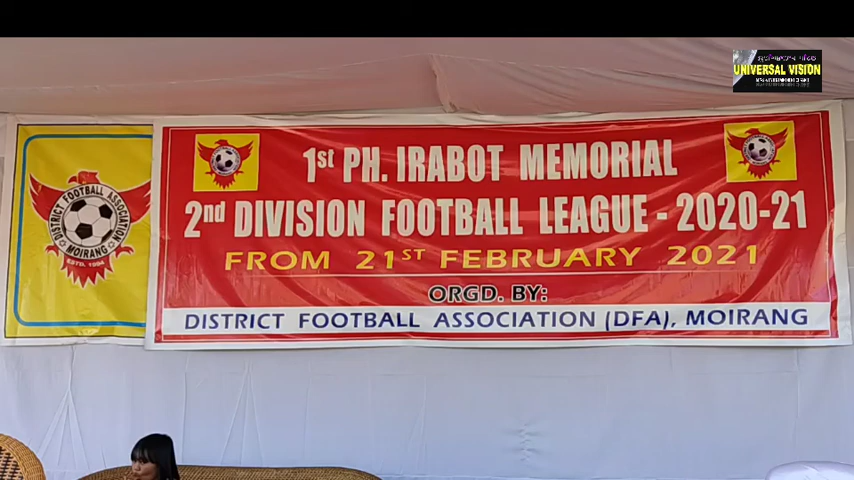 UNIVERSAL VISION
1st PH. IRABOT MEMORIAL
2nd DIVISION FOOTBALL LEAGUE - 2020-21
FROM 21ST FEBRUARY 2021
ORGD. BY:
DISTRICT FOOTBALL ASSOCIATION (DFA), MOIRANG
DISTRICT FOOTBALL ASSOCIATION
MOIRANG